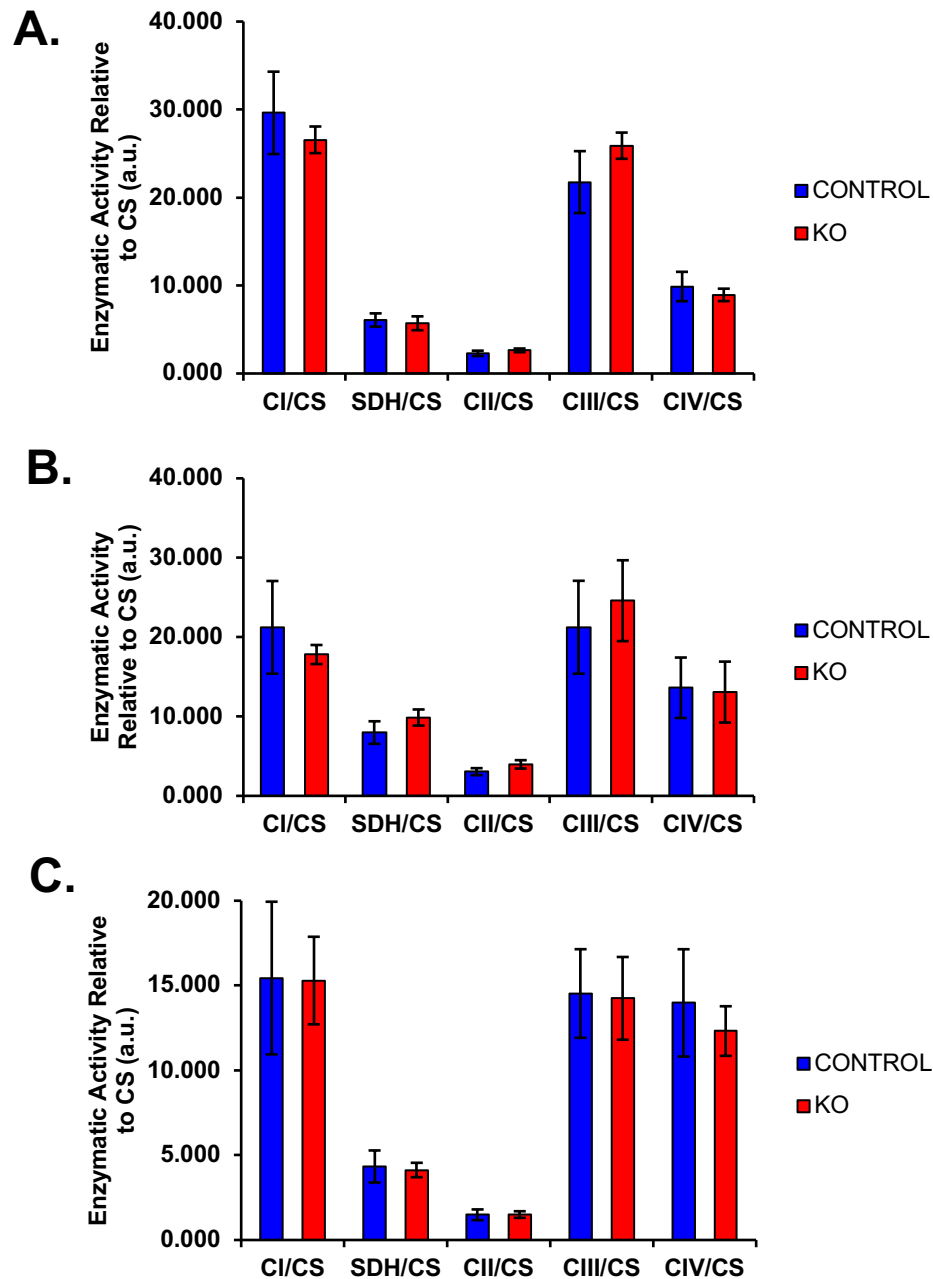 A.
Enzymatic Activity Relative
to CS (a.u.)
40.000
30.000
20.000
10.000
0.000
CI/CS SDH/CS CII/CS CIII/CS CIV/CS
CONTROL
KO
B.
Enzymatic Activity
Relative to CS (a.u.)
40.000
30.000
20.000
10.000
0.000
CI/CS SDH/CS CII/CS CIII/CS CIV/CS
CONTROL
KO
C.
Enzymatic Activity Relative
to CS (a.u.)
20.000
15.000
10.000
5.000
0.000
CI/CS SDH/CS CII/CS CIII/CS CIV/CS
CONTROL
KO